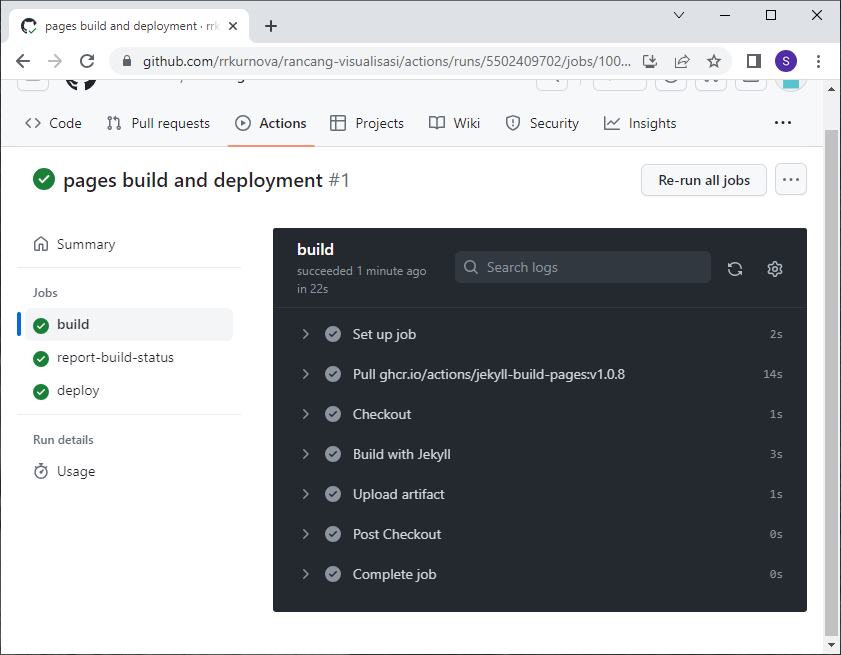 pages build and deployment · rrk
github.com/rrkurnova/rancang-visualisasi/actions/runs/5502409702/jobs/100...
S
Code
Pull requests
Actions
Projects
Wiki
Security
Insights
pages build and deployment #1
Re-run all jobs
Summary
Jobs
build
report-build-status
deploy
Run details
Usage
build
succeeded 1 minute ago
in 22s
Search logs
Set up job 2s
Pull ghcr.io/actions/jekyll-build-pages:v1.0.8 14s
Checkout 1s
Build with Jekyll 3s
Upload artifact 1s
Post Checkout 0s
Complete job 0s